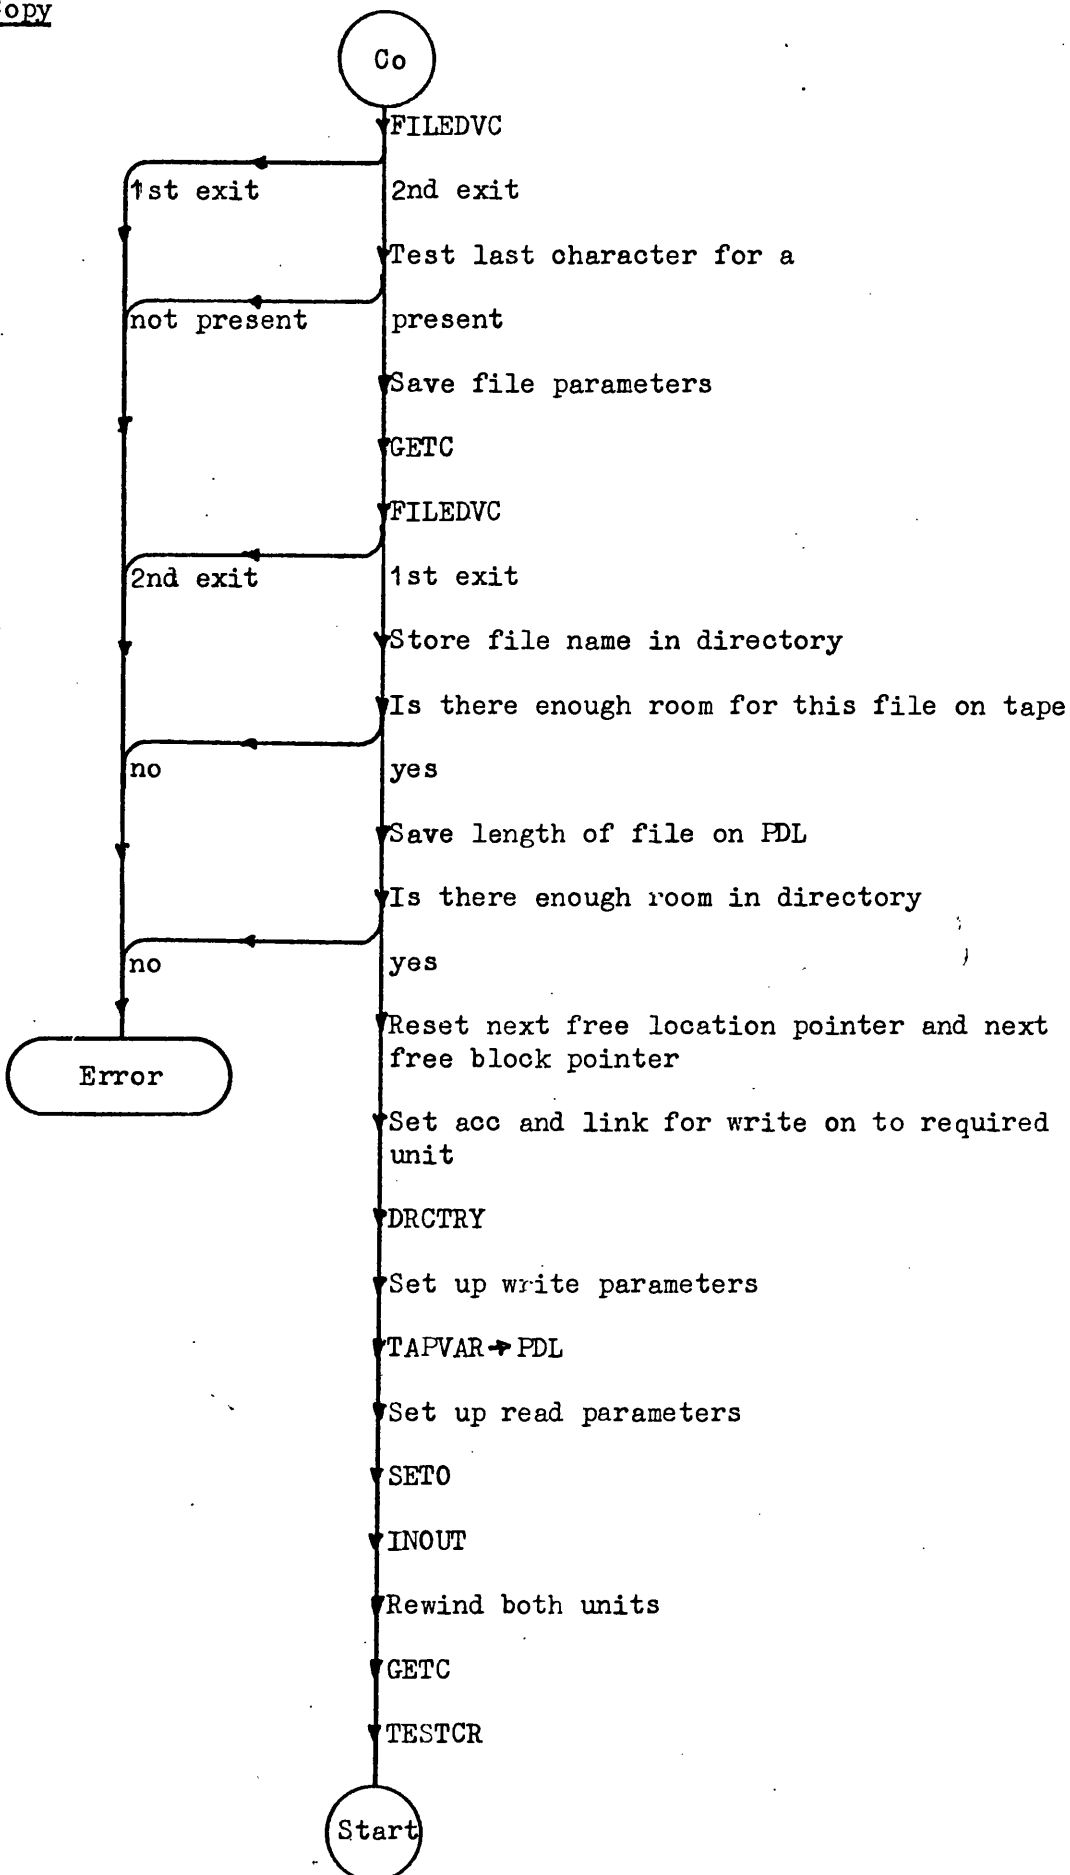 opy
Co
FILEDVC
1st exit
2nd exit
Test last character for a
not present
present
Save file parameters
GETC
FILEDVC
2nd exit
1st exit
Store file name in directory
Is there enough room for this file on tape
no
yes
Save length of file on PDL
Is there enough room in directory
no
yes
Reset next free location pointer and next
free block pointer
Error
Set acc and link for write on to required
unit
DRCTRY
Set up write parameters
TAPVAR→PDL
Set up read parameters
SETO
INOUT
Rewind both units
GETC
TESTCR
Start